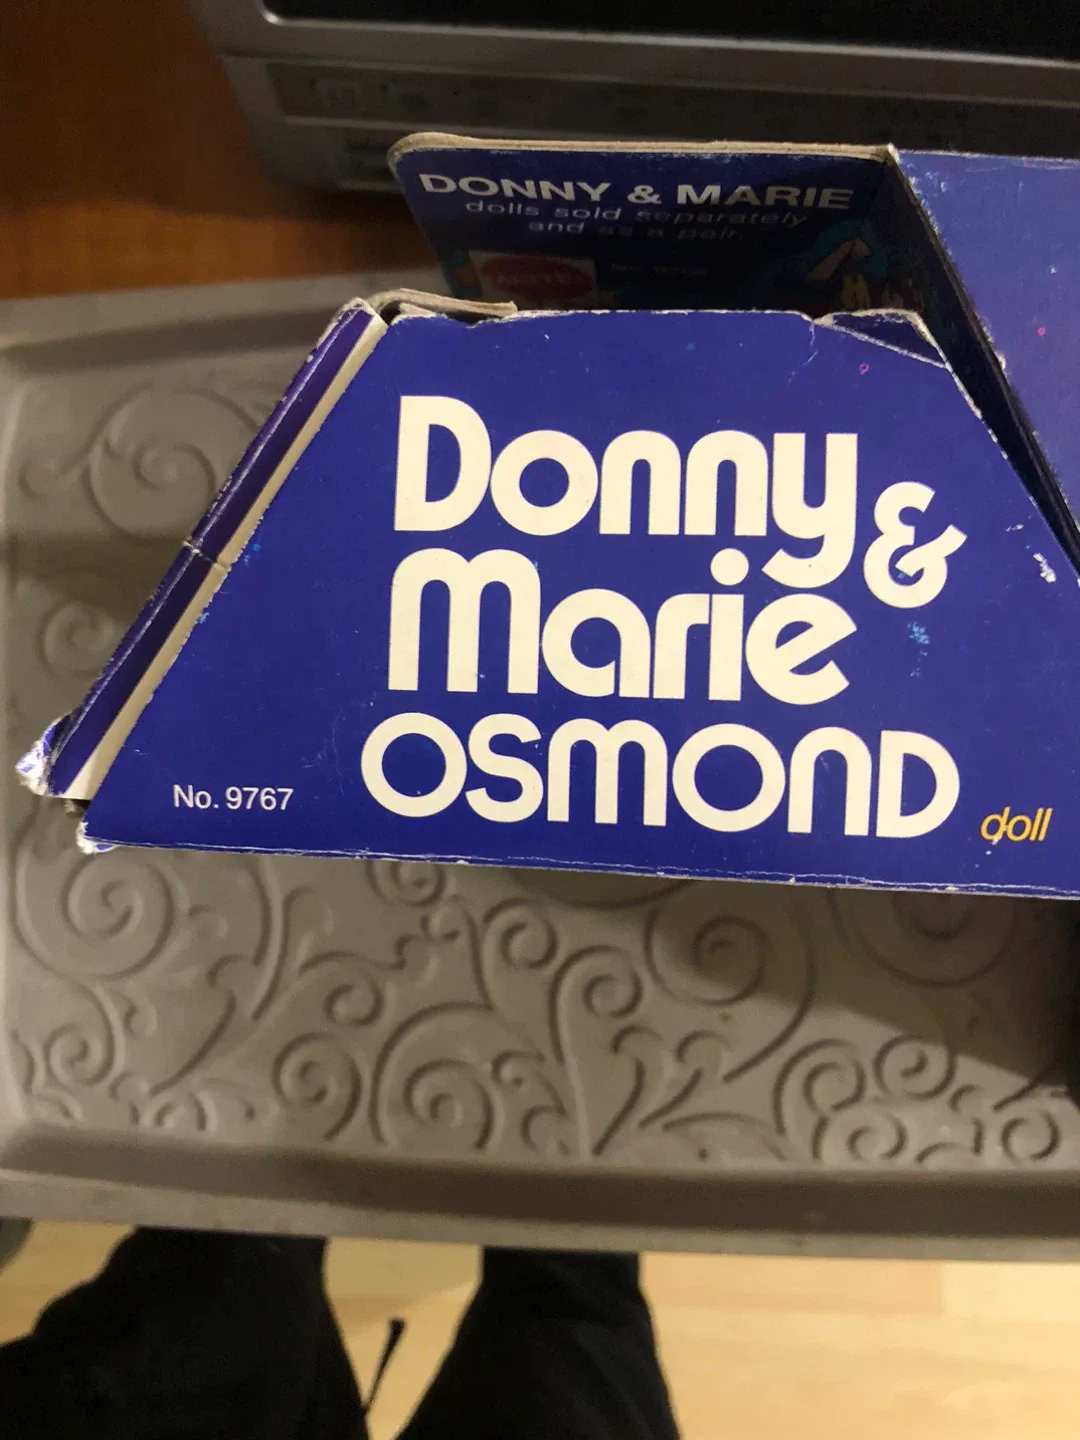 DONNY & MARIE
dolls sold separately
and as a pair.
Donny &
Marie
OSMOND
doll
No. 9767